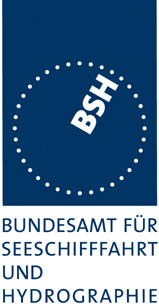 BSH
BUNDESAMT FÜR
SEESCHIFFFAHRT
UND
HYDROGRAPHIE